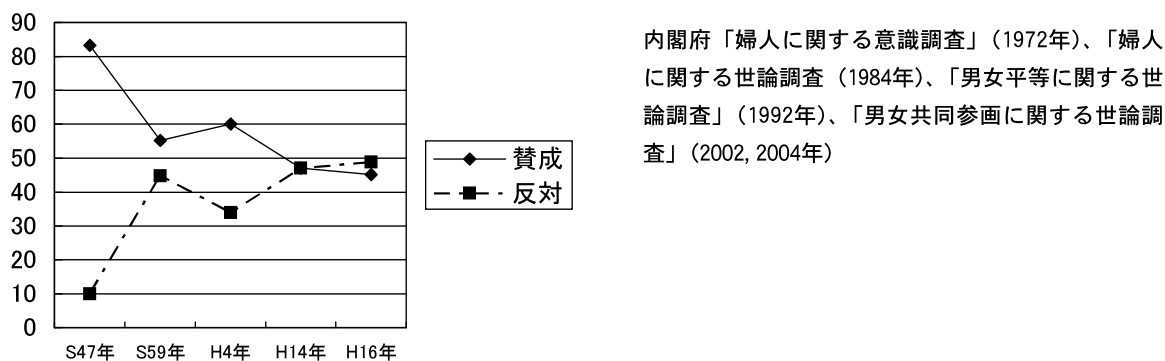 90
80
70
60
50
40
30
20
10
0
S47年 S59年 H4年 H14年 H16年
賛成
反対
内閣府「婦人に関する意識調査」(1972年)、「婦人
に関する世論調査(1984年)、「男女平等に関する世
論調査」(1992年)、「男女共同参画に関する世論調
査」(2002, 2004年)